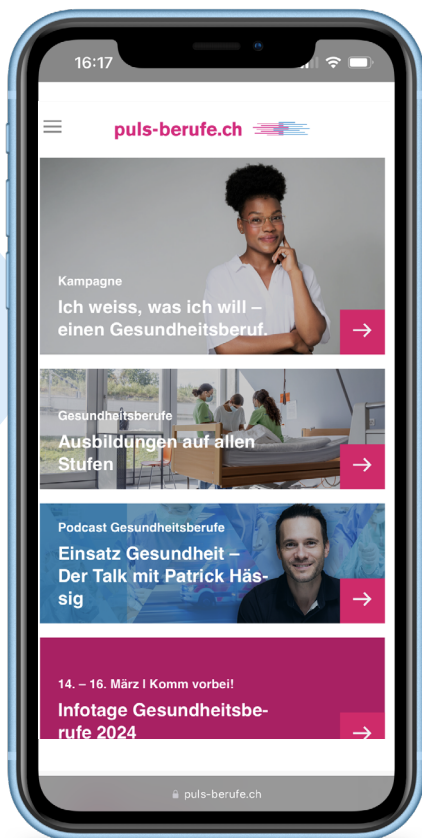 16:17
puls-berufe.ch
Kampagne
Ich weiss, was ich will –
einen Gesundheitsberuf.
Gesundheitsberufe
Ausbildungen auf allen
Stufen
Podcast Gesundheitsberufe
Einsatz Gesundheit –
Der Talk mit Patrick Häs-
sig
14. – 16. März I Komm vorbei!
Infotage Gesundheitsbe-
rufe 2024
puls-berufe.ch